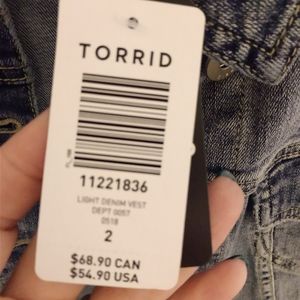 TORRID
11221836
LIGHT DENIM VEST
DEPT 0057
0518
2
$68.90 CAN
$54.90 USA